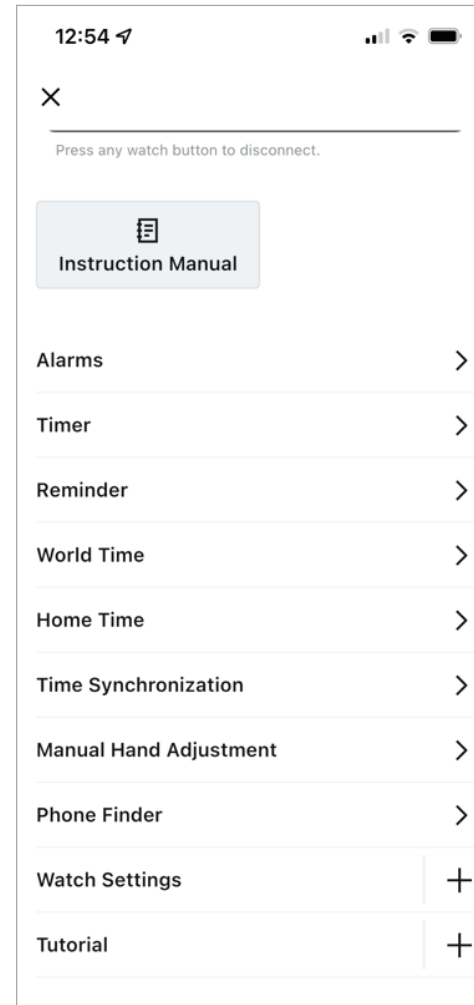 12:54
Press any watch button to disconnect.
Instruction Manual
Alarms
Timer
Reminder
World Time
Home Time
Time Synchronization
Manual Hand Adjustment
Phone Finder
Watch Settings
Tutorial